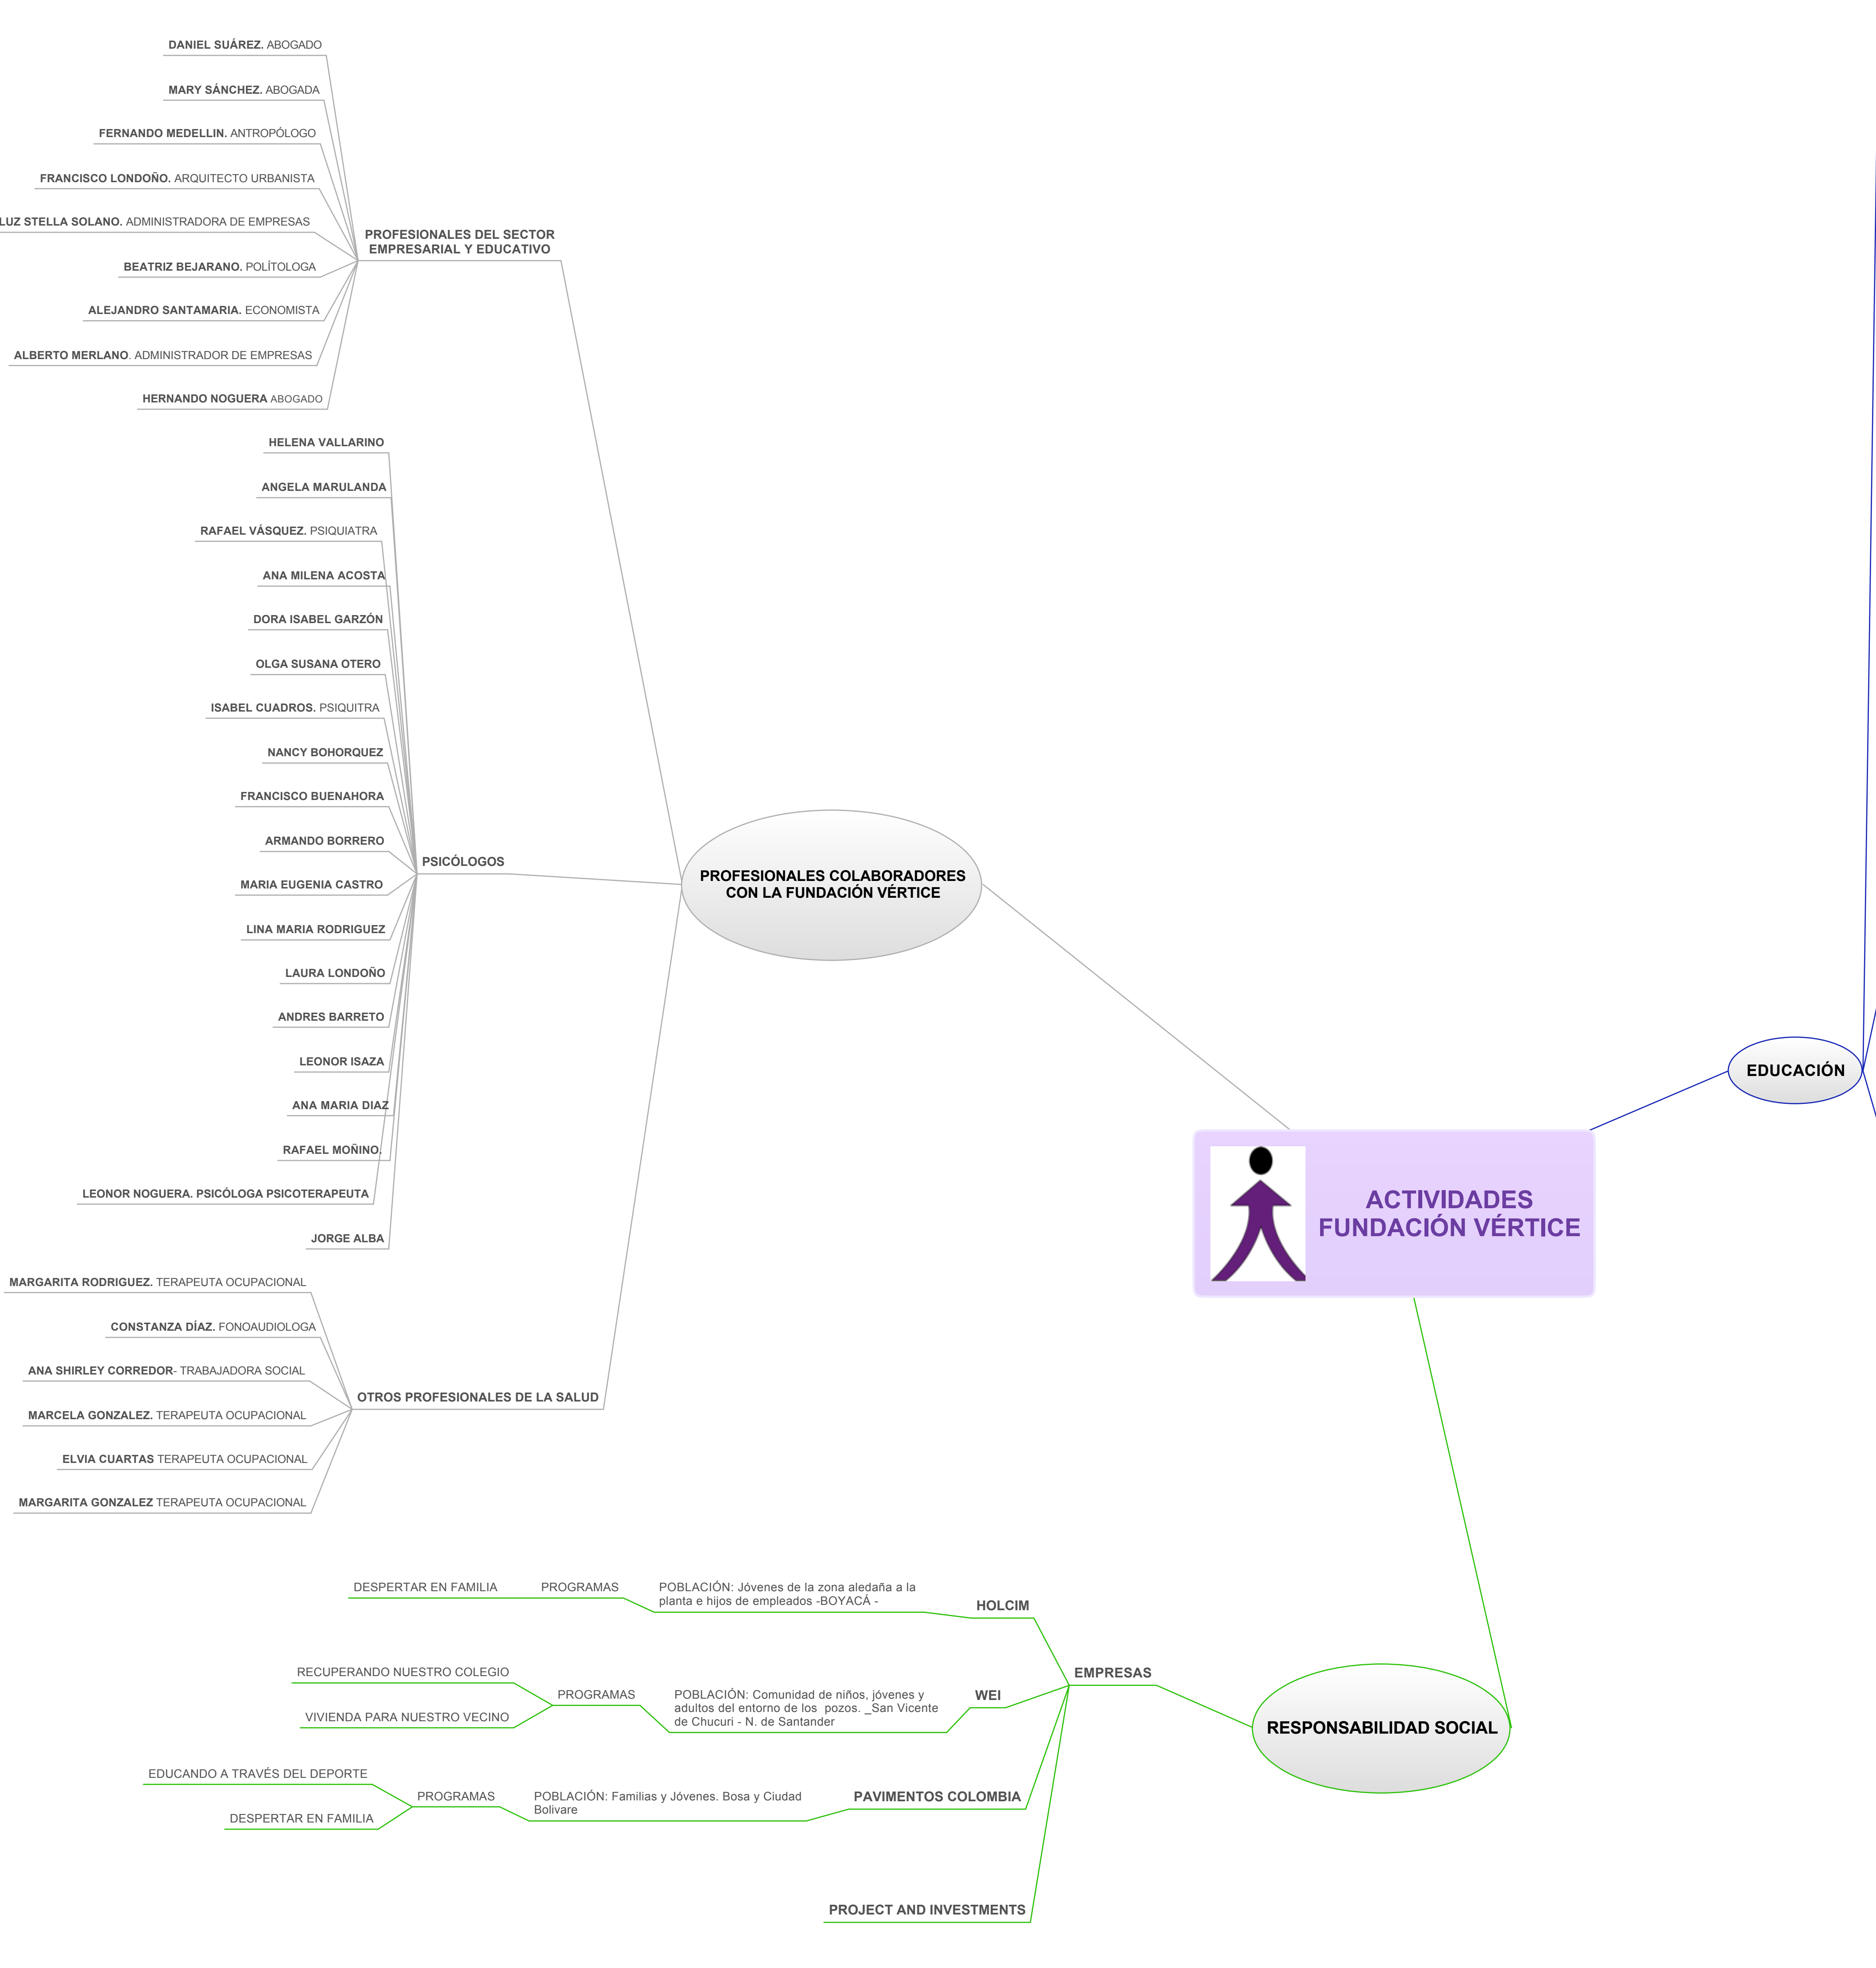 DANIEL SUÁREZ. ABOGADO
MARY SÁNCHEZ. ABOGADA
FERNANDO MEDELLIN. ANTROPÓLOGO
FRANCISCO LONDOÑO. ARQUITECTO URBANISTA
LUZ STELLA SOLANO. ADMINISTRADORA DE EMPRESAS
BEATRIZ BEJARANO. POLÍTOLOGA
ALEJANDRO SANTAMARIA. ECONOMISTA
ALBERTO MERLANO. ADMINISTRADOR DE EMPRESAS
HERNANDO NOGUERA ABOGADO
PROFESIONALES DEL SECTOR
EMPRESARIAL Y EDUCATIVO
HELENA VALLARINO
ANGELA MARULANDA
RAFAEL VÁSQUEZ. PSIQUIATRA
ANA MILENA ACOSTA
DORA ISABEL GARZÓN
OLGA SUSANA OTERO
ISABEL CUADROS. PSIQUITRA
NANCY BOHORQUEZ
FRANCISCO BUENAHORA
ARMANDO BORRERO
MARIA EUGENIA CASTRO
LINA MARIA RODRIGUEZ
LAURA LONDOÑO
ANDRES BARRETO
LEONOR ISAZA
ANA MARIA DIAZ
RAFAEL MOÑINO.
LEONOR NOGUERA. PSICÓLOGA PSICOTERAPEUTA
JORGE ALBA
PSICÓLOGOS
MARGARITA RODRIGUEZ. TERAPEUTA OCUPACIONAL
CONSTANZA DÍAZ. FONOAUDIOLOGA
ANA SHIRLEY CORREDOR- TRABAJADORA SOCIAL
MARCELA GONZALEZ. TERAPEUTA OCUPACIONAL
ELVIA CUARTAS TERAPEUTA OCUPACIONAL
MARGARITA GONZALEZ TERAPEUTA OCUPACIONAL
OTROS PROFESIONALES DE LA SALUD
PROFESIONALES COLABORADORES
CON LA FUNDACIÓN VÉRTICE
EDUCACIÓN
ACTIVIDADES
FUNDACIÓN VÉRTICE
DESPERTAR EN FAMILIA
PROGRAMAS
POBLACIÓN: Jóvenes de la zona aledaña a la
planta e hijos de empleados -BOYACÁ -
HOLCIM
RECUPERANDO NUESTRO COLEGIO
VIVIENDA PARA NUESTRO VECINO
PROGRAMAS
POBLACIÓN: Comunidad de niños, jóvenes y
adultos del entorno de los  pozos. _San Vicente
de Chucuri - N. de Santander
WEI
EDUCANDO A TRAVÉS DEL DEPORTE
DESPERTAR EN FAMILIA
PROGRAMAS
POBLACIÓN: Familias y Jóvenes. Bosa y Ciudad
Bolivare
PAVIMENTOS COLOMBIA
PROJECT AND INVESTMENTS
EMPRESAS
RESPONSABILIDAD SOCIAL